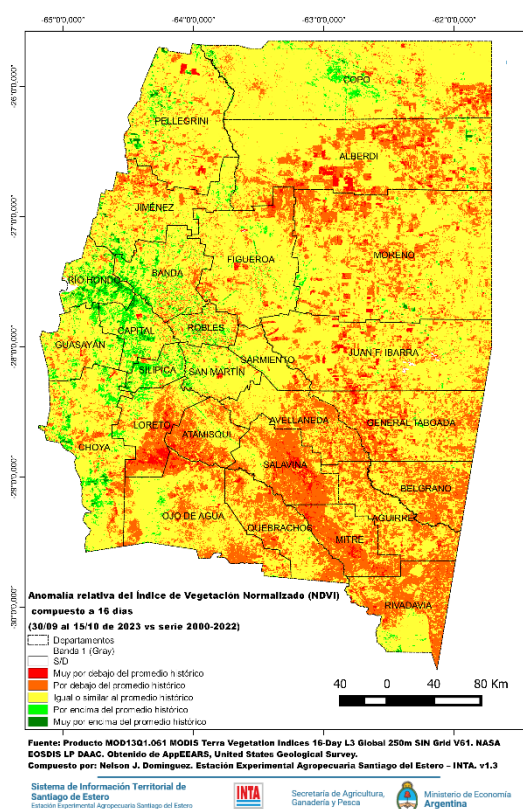 -65°0'0,000"
-64°0'0,000"
-63°0'0,000"
-62°0'0,000"
-26°0'0,000"
-27°0'0,000"
-28°0'0,000"
-29°0'0,000"
-30°0'0,000"
COPO
PELLEGRINI
ALBERDI
JIMÉNEZ
MORENO
FIGUEROA
BANDA
RÍO HONDO
CAPITAL
ROBLES
GUASAYÁN
JUAN F. IBARRA
SARMIENTO
SILÍPICA
SAN MARTÍN
AVELLANEDA
GENERAL TABOADA
LORETO
ATAMISQUI
CHOYA
SALAVINA
BELGRANO
OJO DE AGUA
AGUIRRE
QUEBRACHOS
MITRE
RIVADAVIA
Anomalía relativa del Índice de Vegetación Normalizado (NDVI)
compuesto a 16 días
(30/09 al 15/10 de 2023 vs serie 2000-2022)
Departamentos
Banda 1 (Gray)
S/D
Muy por debajo del promedio histórico
Por debajo del promedio histórico
Igual o similar al promedio histórico
Por encima del promedio histórico
Muy por encima del promedio histórico
40 0 40 80 Km
Fuente: Producto MOD13Q1.061 MODIS Terra Vegetation Indices 16-Day L3 Global 250m SIN Grid V61. NASA
EOSDIS LP DAAC. Obtenido de AppEEARS, United States Geological Survey.
Compuesto por: Nelson J. Domínguez. Estación Experimental Agropecuaria Santiago del Estero – INTA. v1.3
Sistema de Información Territorial de
Santiago de Estero
Estación Experimental Agropecuaria Santiago del Estero
INTA
Secretaría de Agricultura,
Ganadería y Pesca
Ministerio de Economía
Argentina